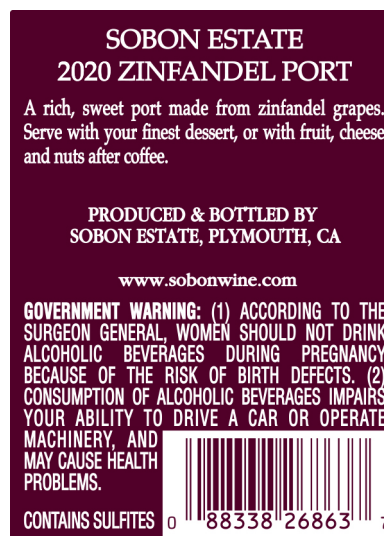 SOBON ESTATE
2020 ZINFANDEL PORT
A rich, sweet port made from zinfandel grapes.
Serve with your finest dessert, or with fruit, cheese
and nuts after coffee.
PRODUCED & BOTTLED BY
SOBON ESTATE, PLYMOUTH, CA
www.sobonwine.com
GOVERNMENT WARNING: (1) ACCORDING TO THE
SURGEON GENERAL, WOMEN SHOULD NOT DRINK
ALCOHOLIC BEVERAGES DURING PREGNANCY
BECAUSE OF THE RISK OF BIRTH DEFECTS. (2)
CONSUMPTION OF ALCOHOLIC BEVERAGES IMPAIRS
YOUR ABILITY TO DRIVE A CAR OR OPERATE
MACHINERY, AND
MAY CAUSE HEALTH
PROBLEMS.
CONTAINS SULFITES
0 88338 26863 7